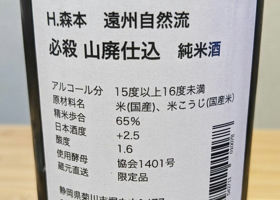 H.森本　遠州自然流
必殺 山廃仕込　純米酒
アルコール分　15度以上16度未満
原材料名　米(国産)、米こうじ(国産米)
精米歩合　65%
日本酒度　+2.5
酸度　1.6
使用酵母　協会1401号
蔵元直送　限定品
静岡県菊川市